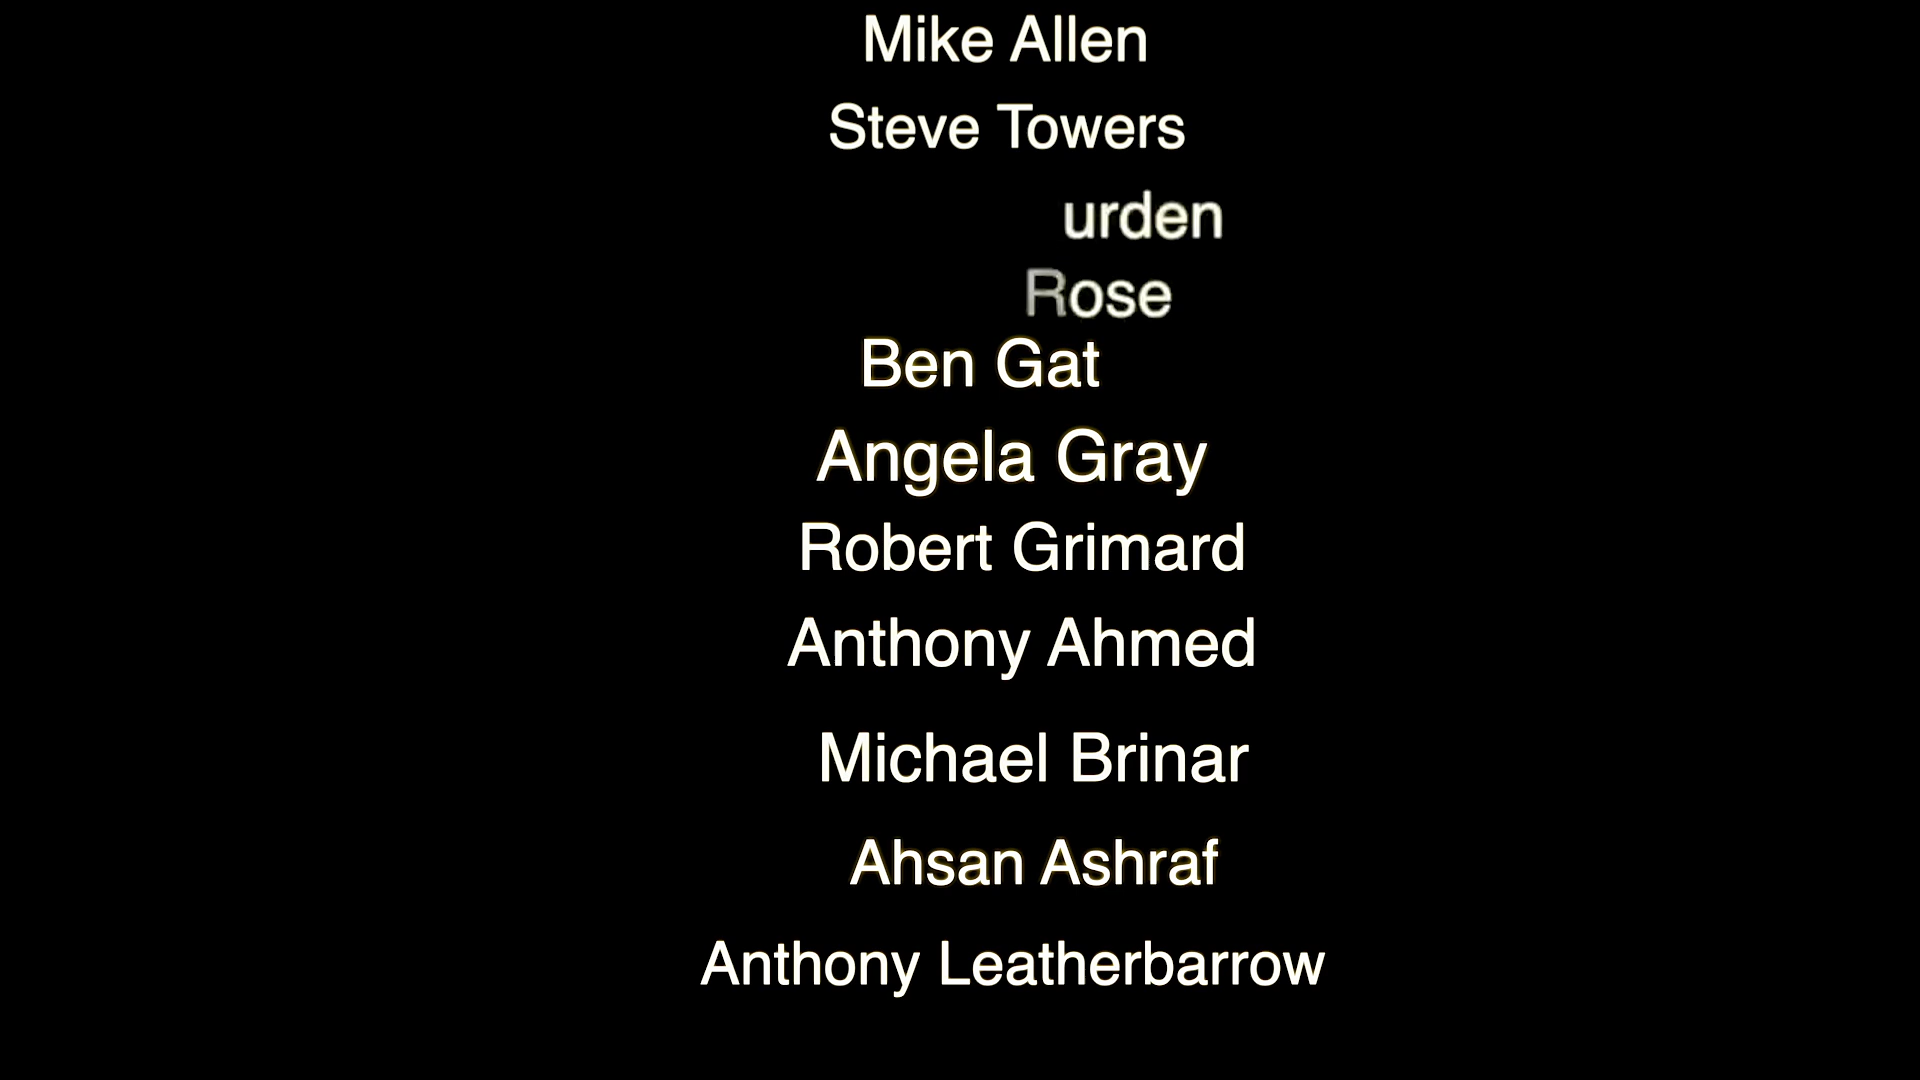 Mike Allen
Steve Towers
urden
Rose
Ben Gat
Angela Gray
Robert Grimard
Anthony Ahmed
Michael Brinar
Ahsan Ashraf
Anthony Leatherbarrow